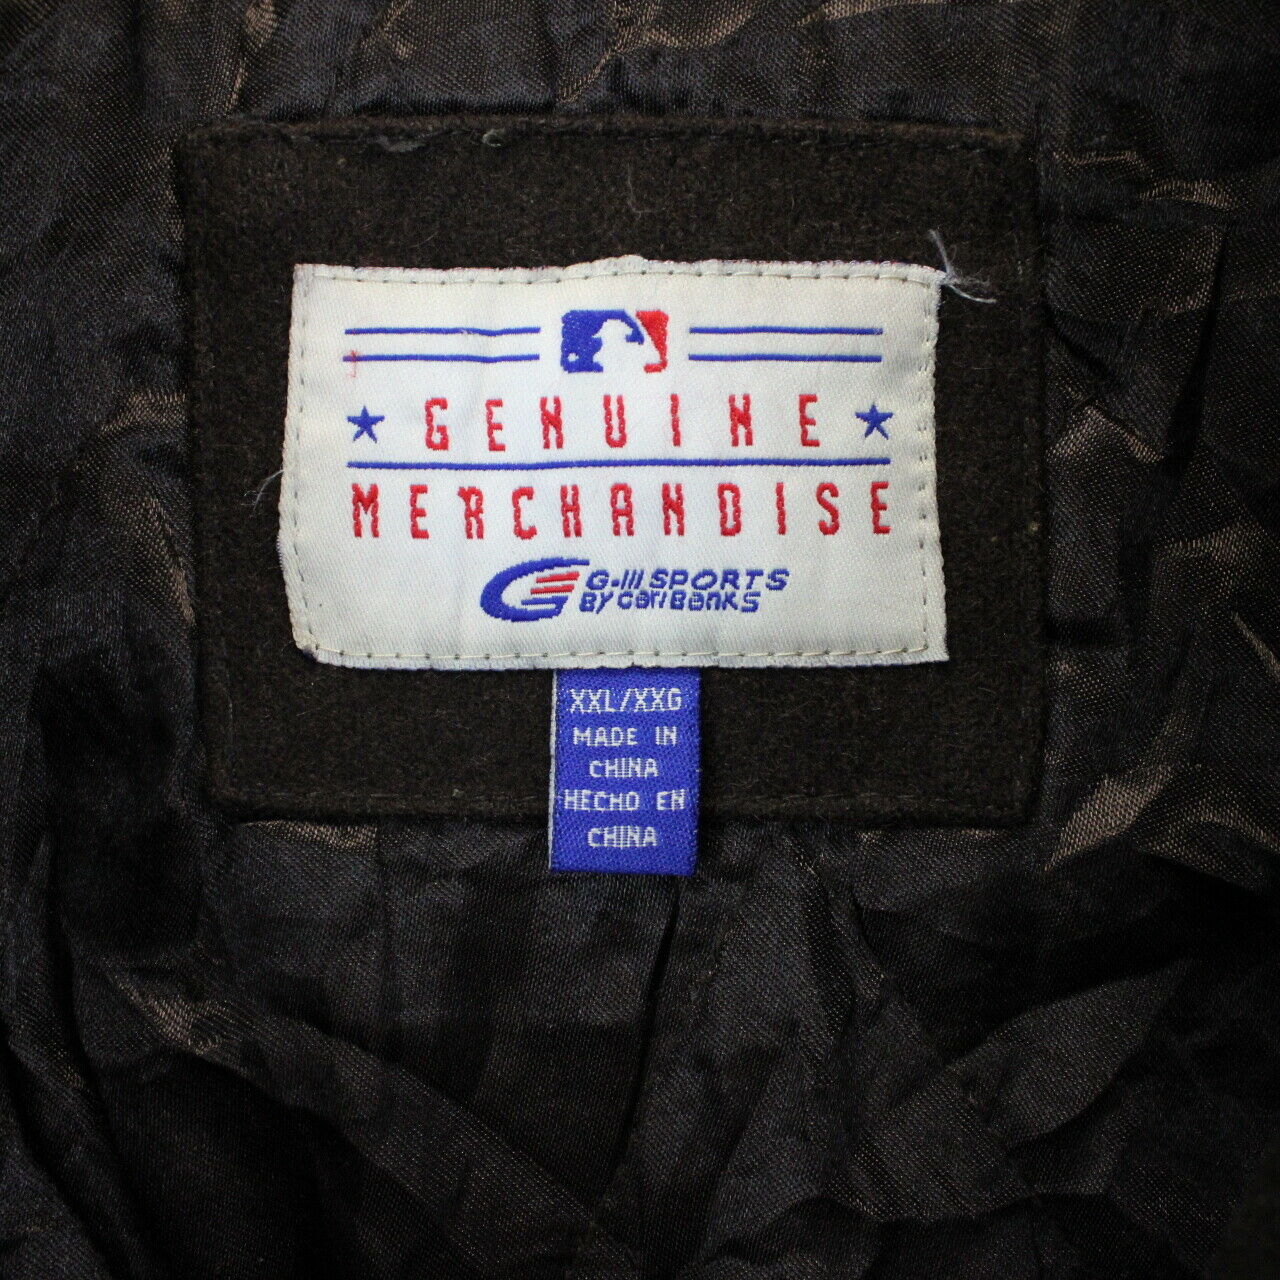 GENUINE
MERCHANDISE
G-III SPORTS
BY Carl Banks
XXL/XXG
MADE IN
CHINA
HECHO EN
CHINA